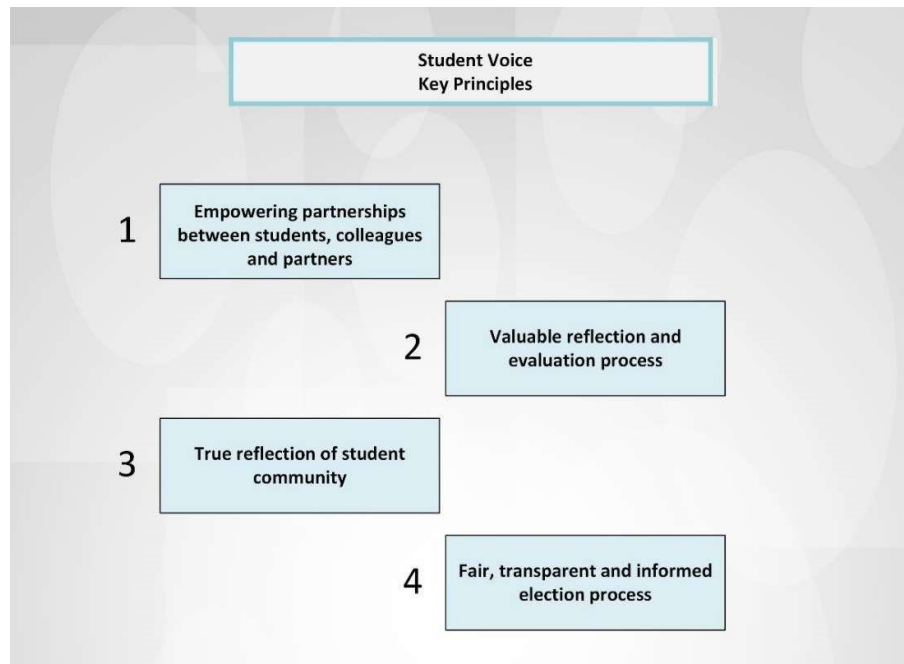 Student Voice
Key Principles
1
Empowering partnerships
between students, colleagues
and partners
2
Valuable reflection and
evaluation process
3
True reflection of student
community
4
Fair, transparent and informed
election process